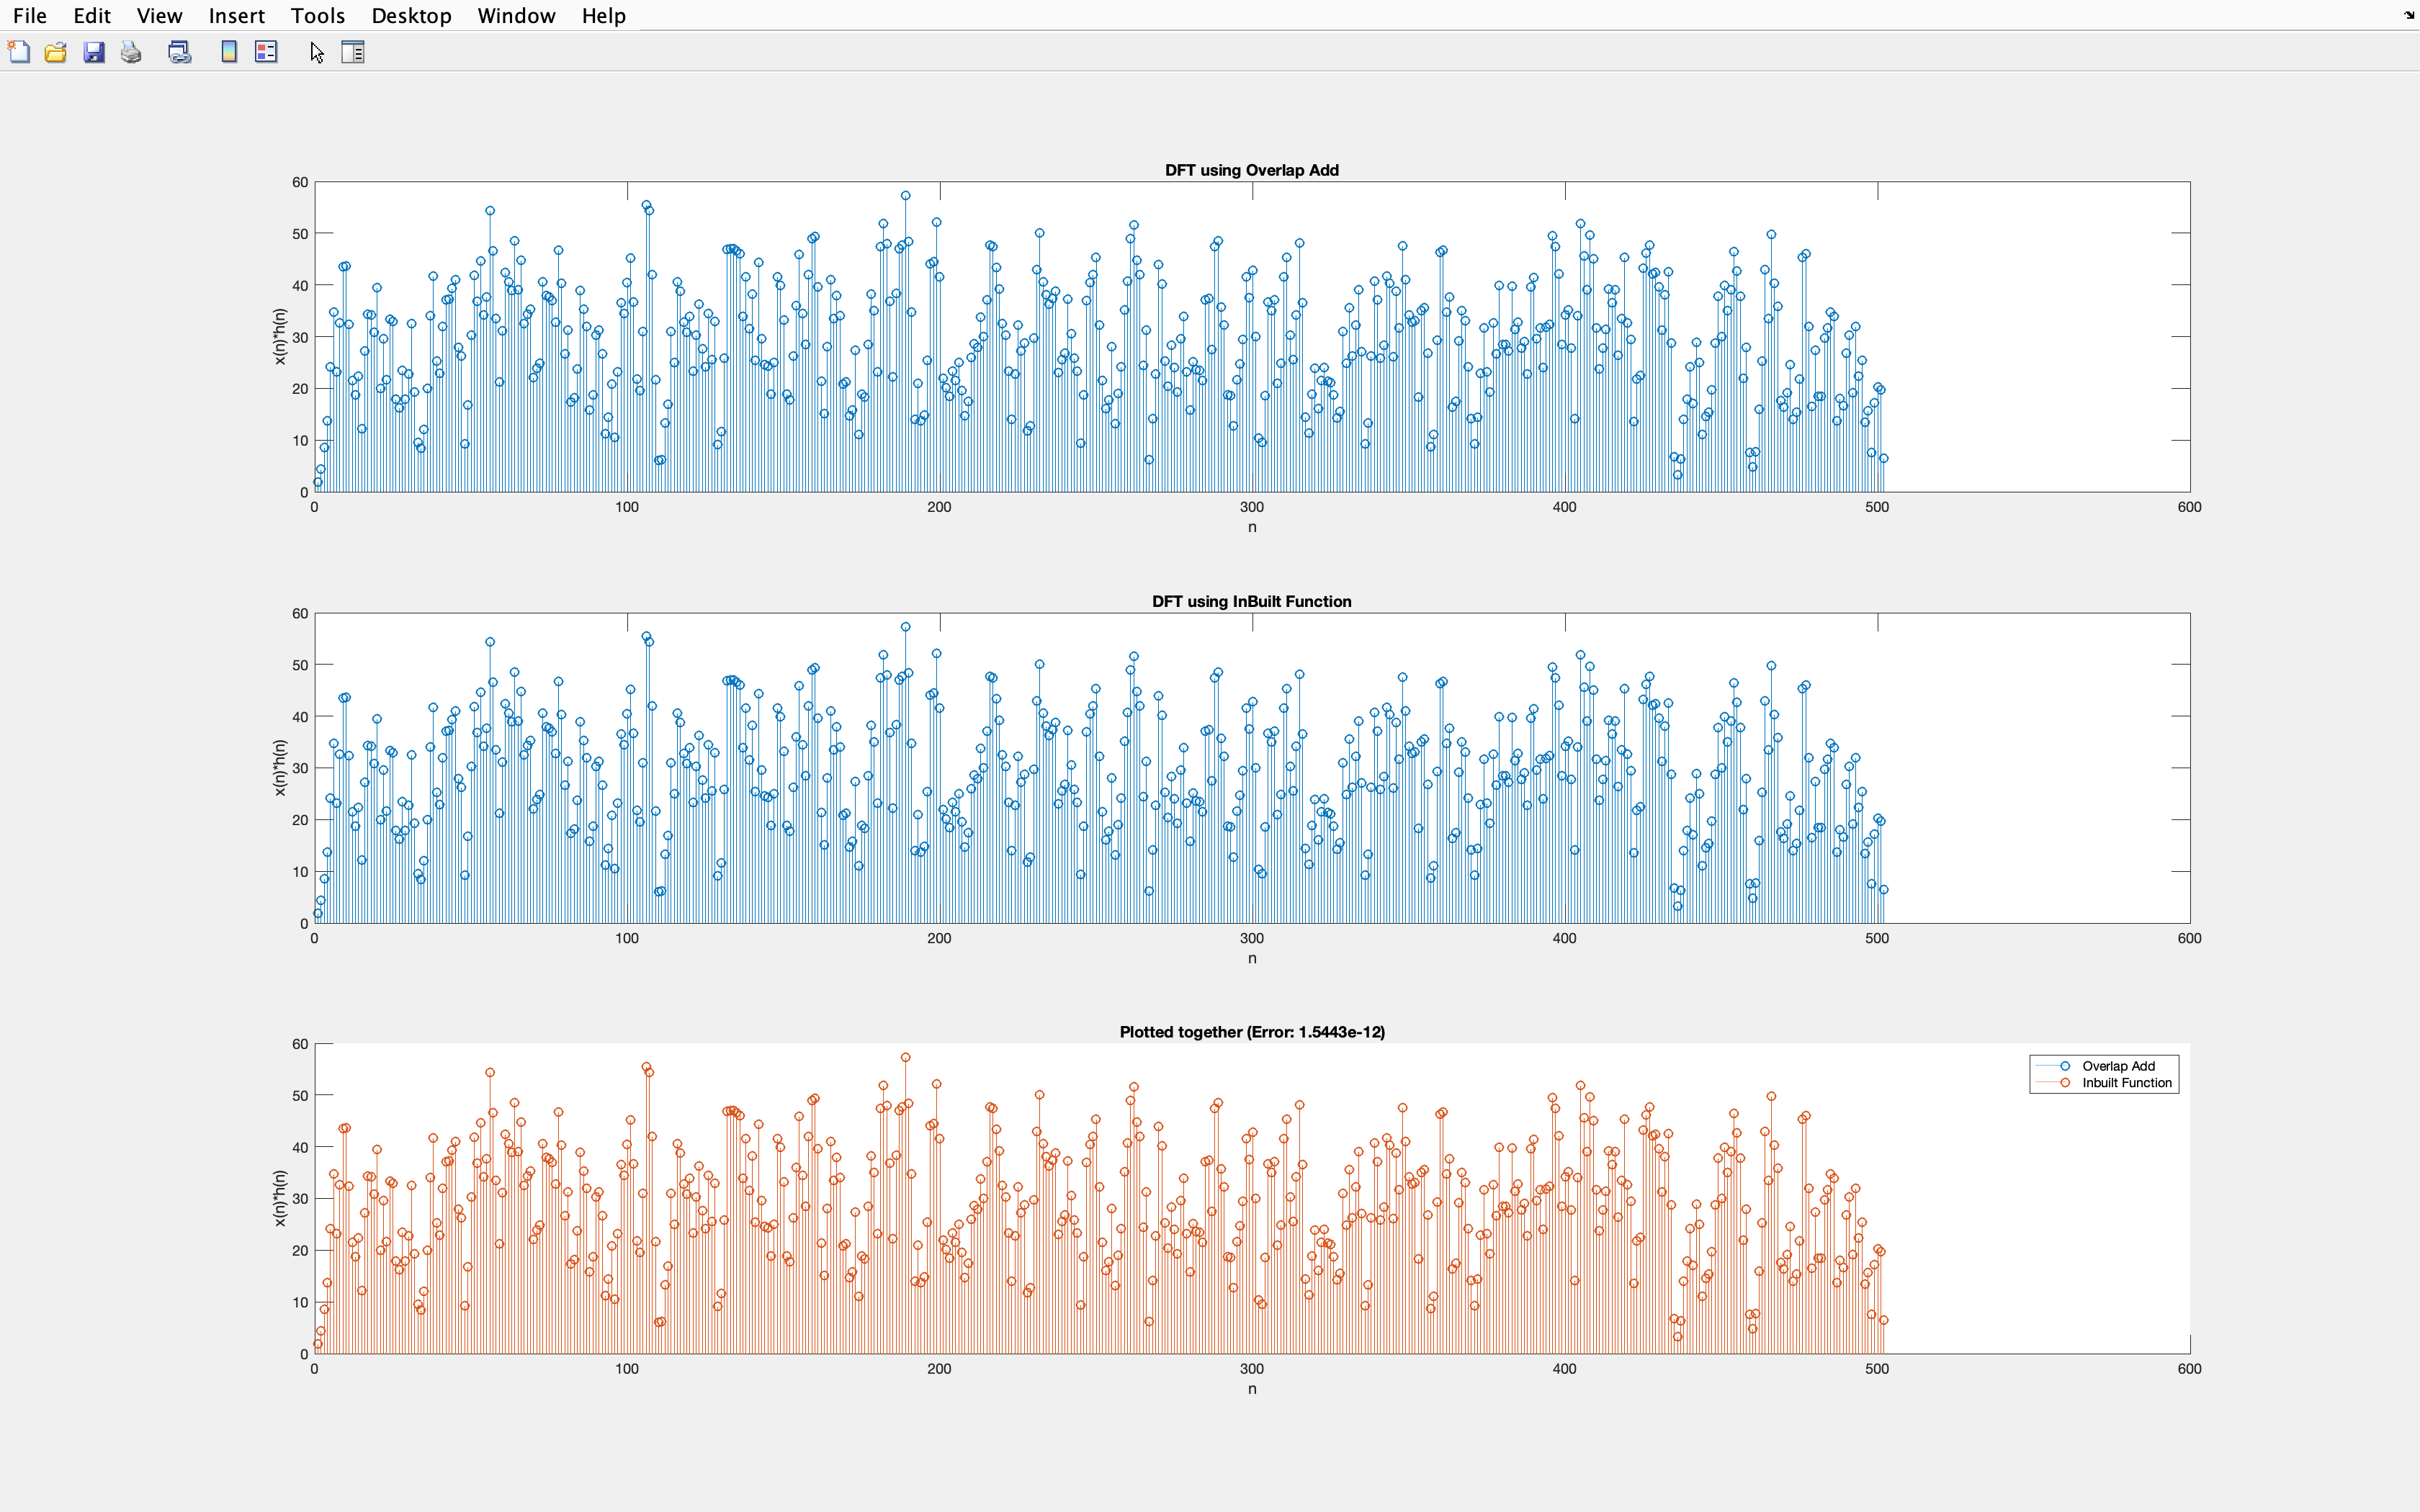 File Edit View Insert Tools Desktop Window Help
DFT using Overlap Add
60
50
40
30
20
10
0
x(n)*h(n)
0 100 200 300 400 500 600
n
DFT using InBuilt Function
60
50
40
30
20
10
0
x(n)*h(n)
0 100 200 300 400 500 600
n
Plotted together (Error: 1.5443e-12)
60
50
40
30
20
10
0
x(n)*h(n)
Overlap Add
Inbuilt Function
0 100 200 300 400 500 600
n